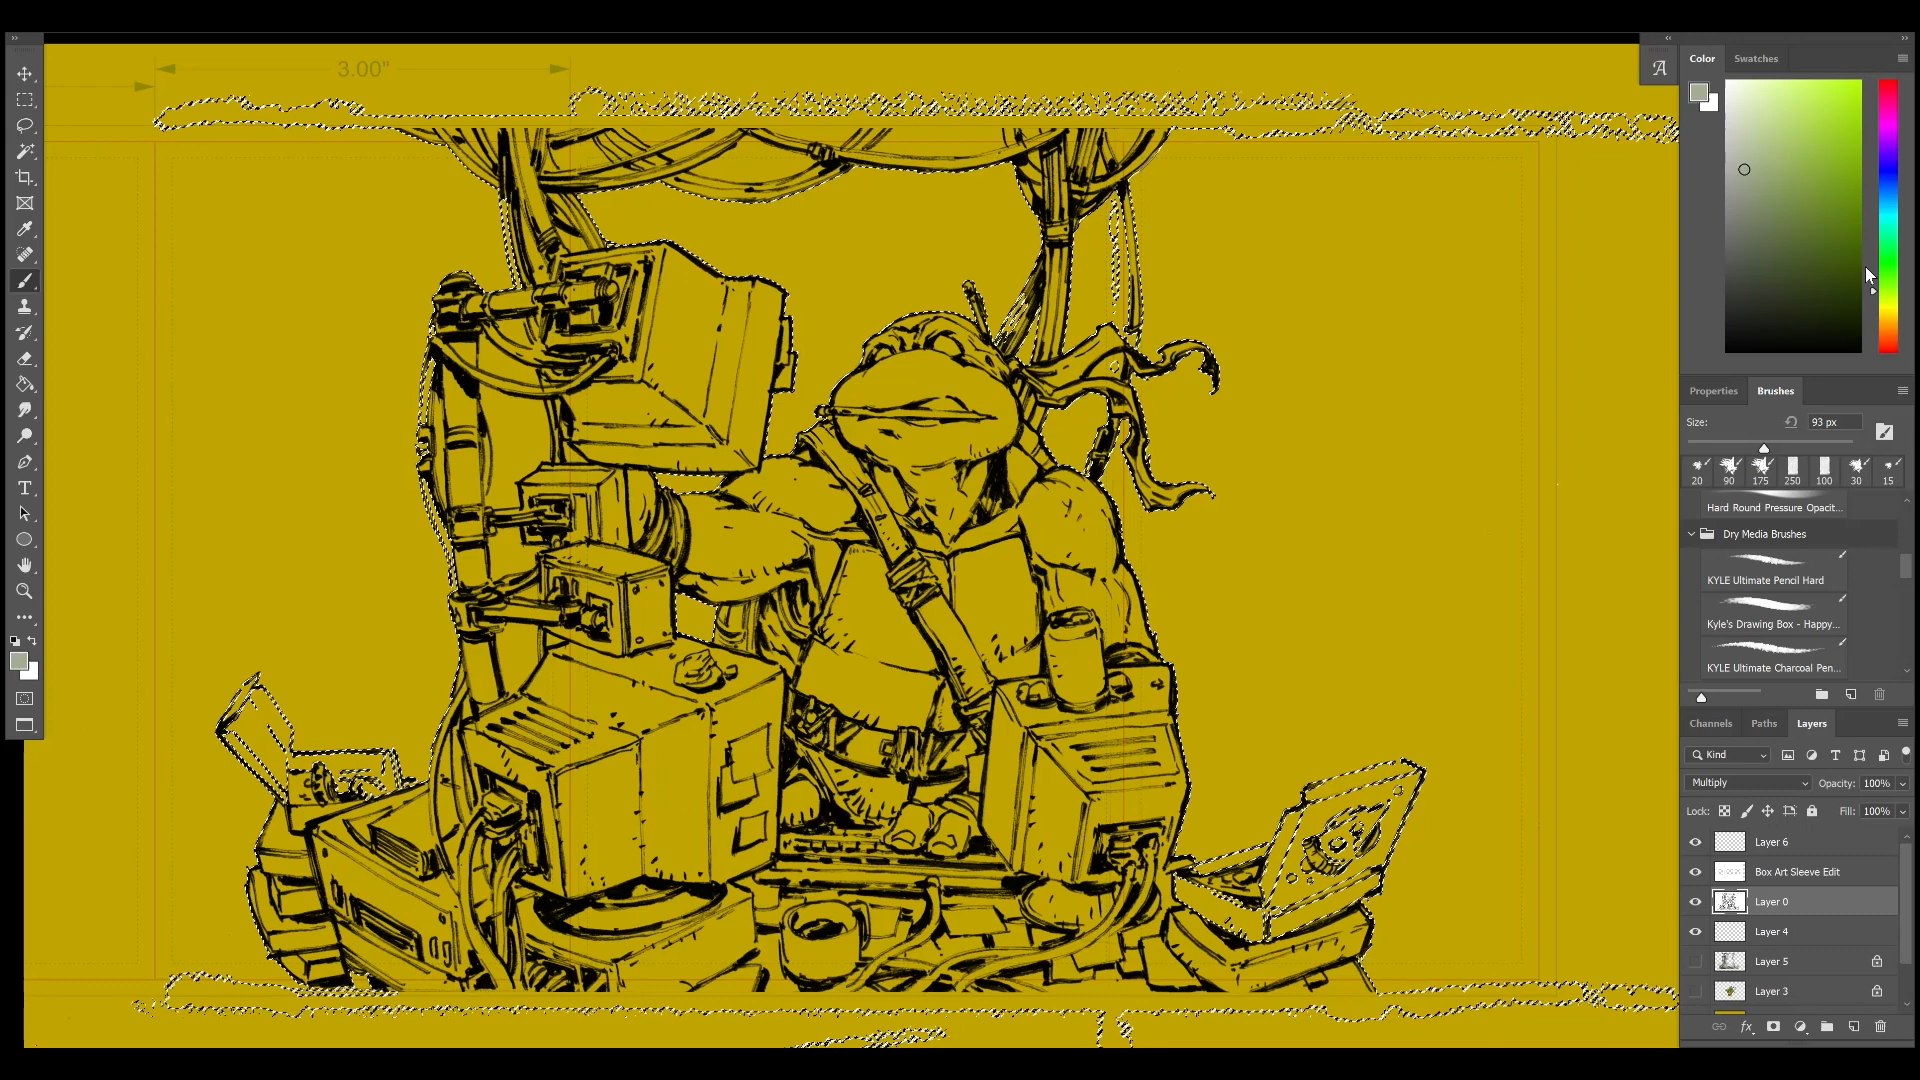 3.00"
A
Color
Swatches
Properties
Brushes
Size:
93 px
20
90
175
250
100
30
15
Hard Round Pressure Opacit...
Dry Media Brushes
KYLE Ultimate Pencil Hard
Kyle's Drawing Box - Happy...
KYLE Ultimate Charcoal Pen...
Channels
Paths
Layers
Kind
Multiply
Opacity:
100%
Lock:
Fill:
100%
Layer 6
Box Art Sleeve Edit
Layer 0
Layer 4
Layer 5
Layer 3
fx